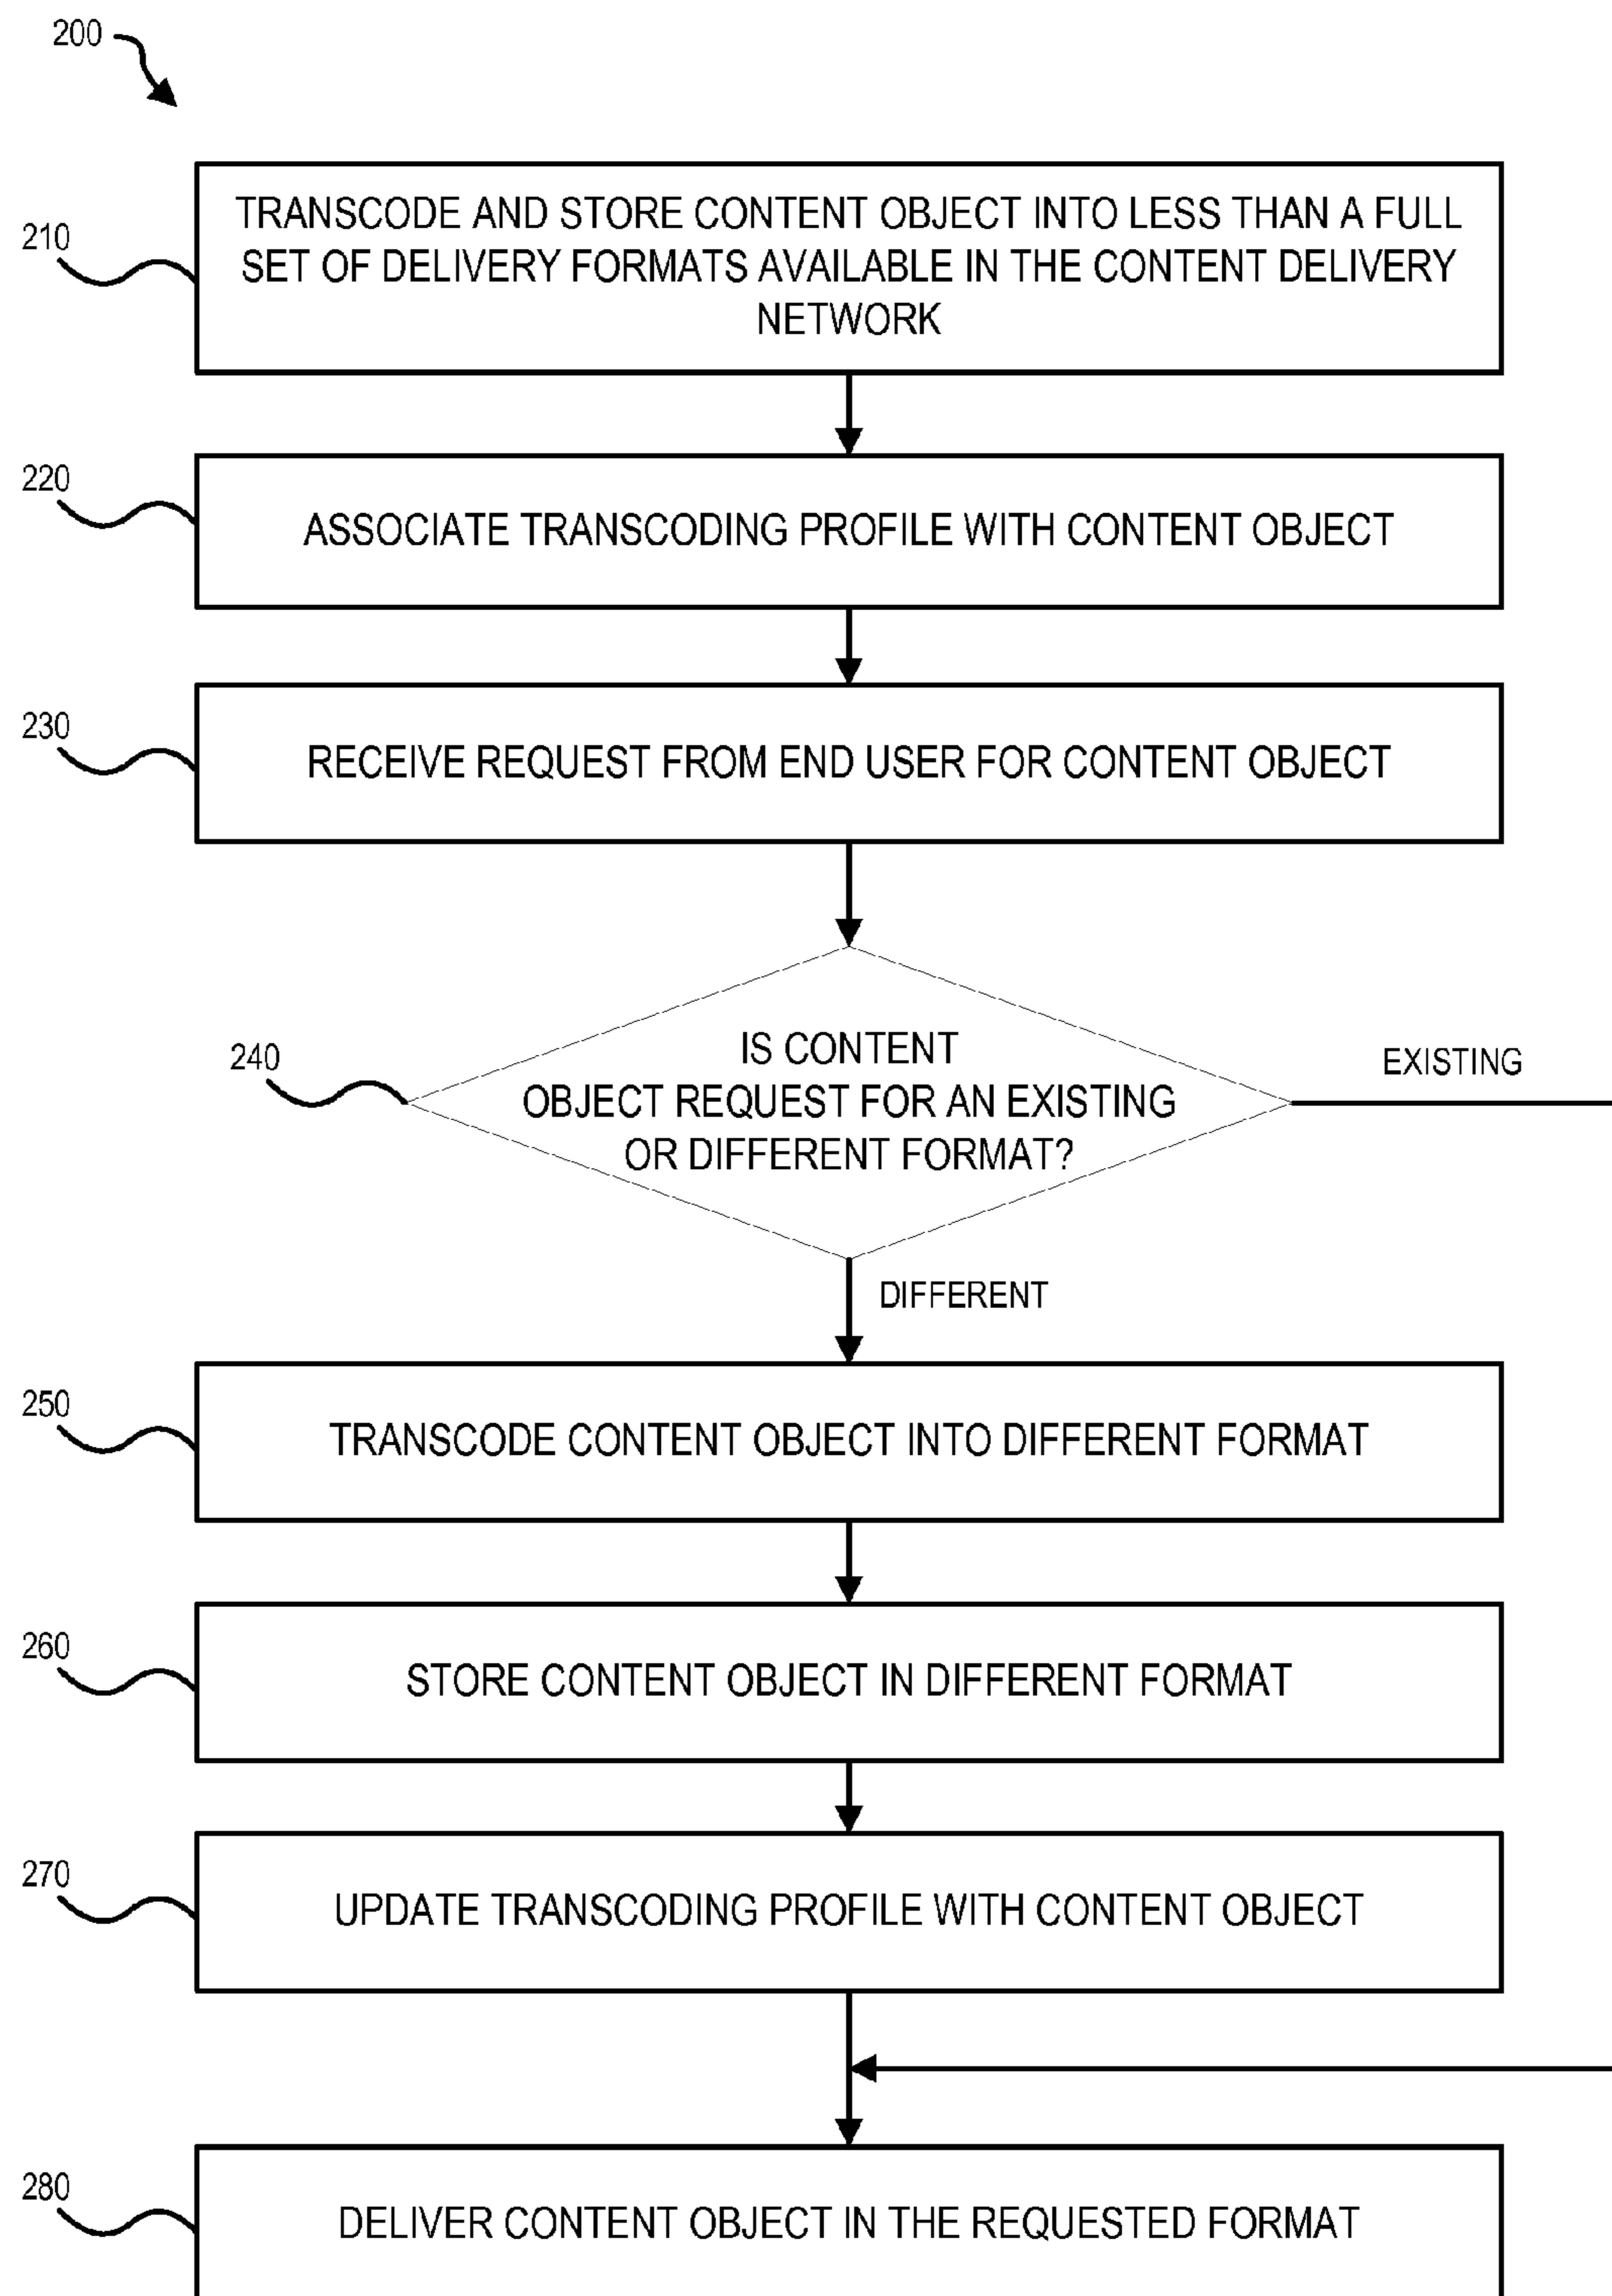 200
210
TRANSCODE AND STORE CONTENT OBJECT INTO LESS THAN A FULL
SET OF DELIVERY FORMATS AVAILABLE IN THE CONTENT DELIVERY
NETWORK
220
ASSOCIATE TRANSCODING PROFILE WITH CONTENT OBJECT
230
RECEIVE REQUEST FROM END USER FOR CONTENT OBJECT
240
IS CONTENT
OBJECT REQUEST FOR AN EXISTING
OR DIFFERENT FORMAT?
EXISTING
DIFFERENT
250
TRANSCODE CONTENT OBJECT INTO DIFFERENT FORMAT
260
STORE CONTENT OBJECT IN DIFFERENT FORMAT
270
UPDATE TRANSCODING PROFILE WITH CONTENT OBJECT
280
DELIVER CONTENT OBJECT IN THE REQUESTED FORMAT